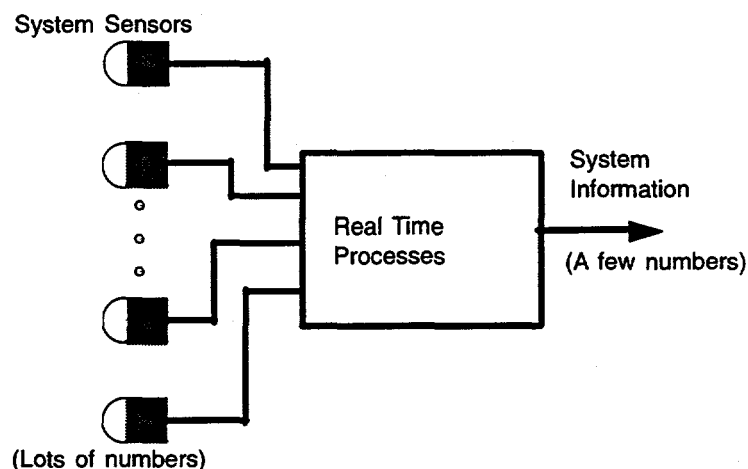 System Sensors
Real Time
Processes
System
Information
(A few numbers)
(Lots of numbers)